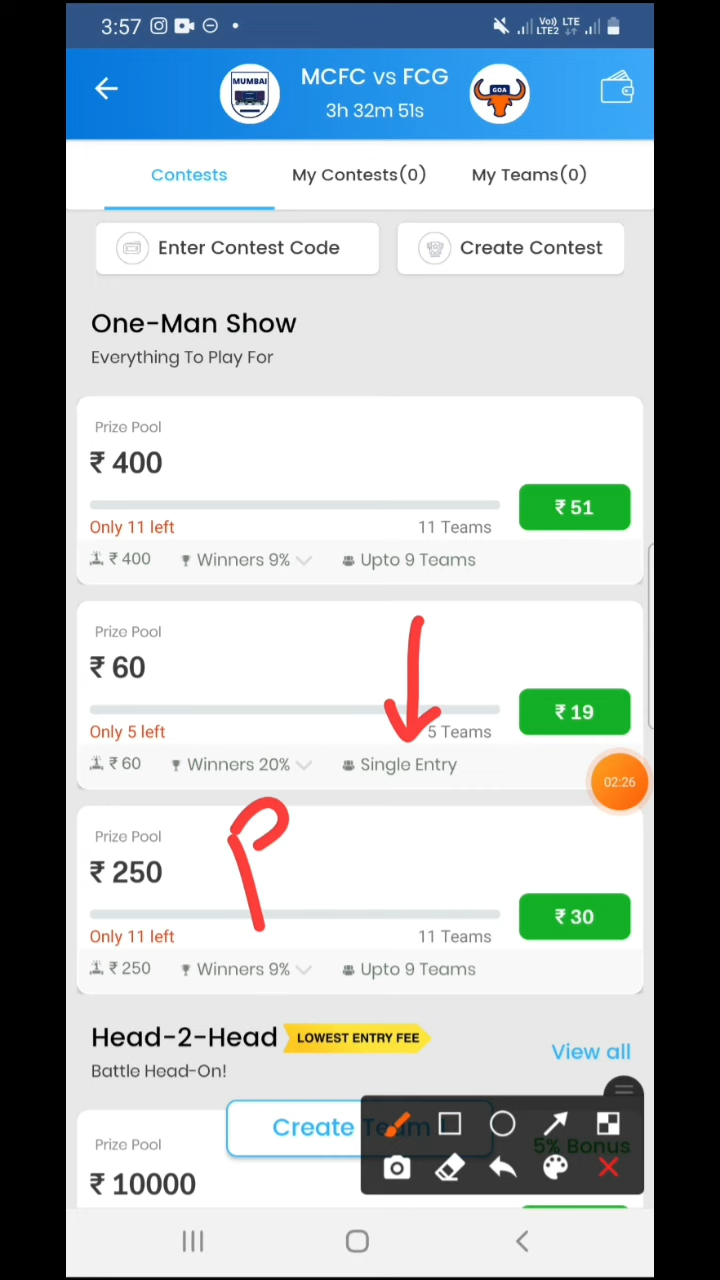 3:57
Vo) LTE
LTE2
MUMBAI
MCFC vs FCG
3h 32m 51s
GOA
Contests
My Contests(0)
My Teams(0)
Enter Contest Code
Create Contest
One-Man Show
Everything To Play For
Prize Pool
₹ 400
₹ 51
Only 11 left
11 Teams
₹ 400
Winners 9%
Upto 9 Teams
Prize Pool
₹ 60
₹ 19
Only 5 left
5 Teams
₹ 60
Winners 20%
Single Entry
02:26
P
Prize Pool
₹ 250
₹ 30
Only 11 left
11 Teams
₹ 250
Winners 9%
Upto 9 Teams
Head-2-Head
LOWEST ENTRY FEE
View all
Battle Head-On!
Create Team
Prize Pool
5% Bonus
₹ 10000